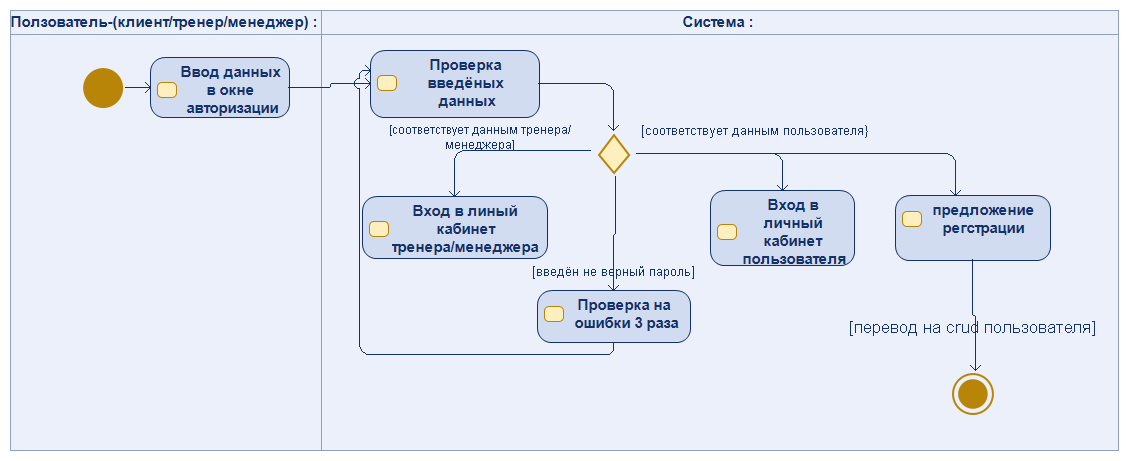 Ползователь-(клиент/тренер/менеджер) :
Система :
Ввод данных
в окне
авторизации
Проверка
введёных
данных
[соответствует данным тренера/
менеджера]
[соответствует данным пользователя}
Вход в линый
кабинет
тренера/менеджера
Вход в
личный
кабинет
пользователя
предложение
регстрации
[введён не верный пароль]
Проверка на
ошибки 3 раза
[перевод на crud пользователя]